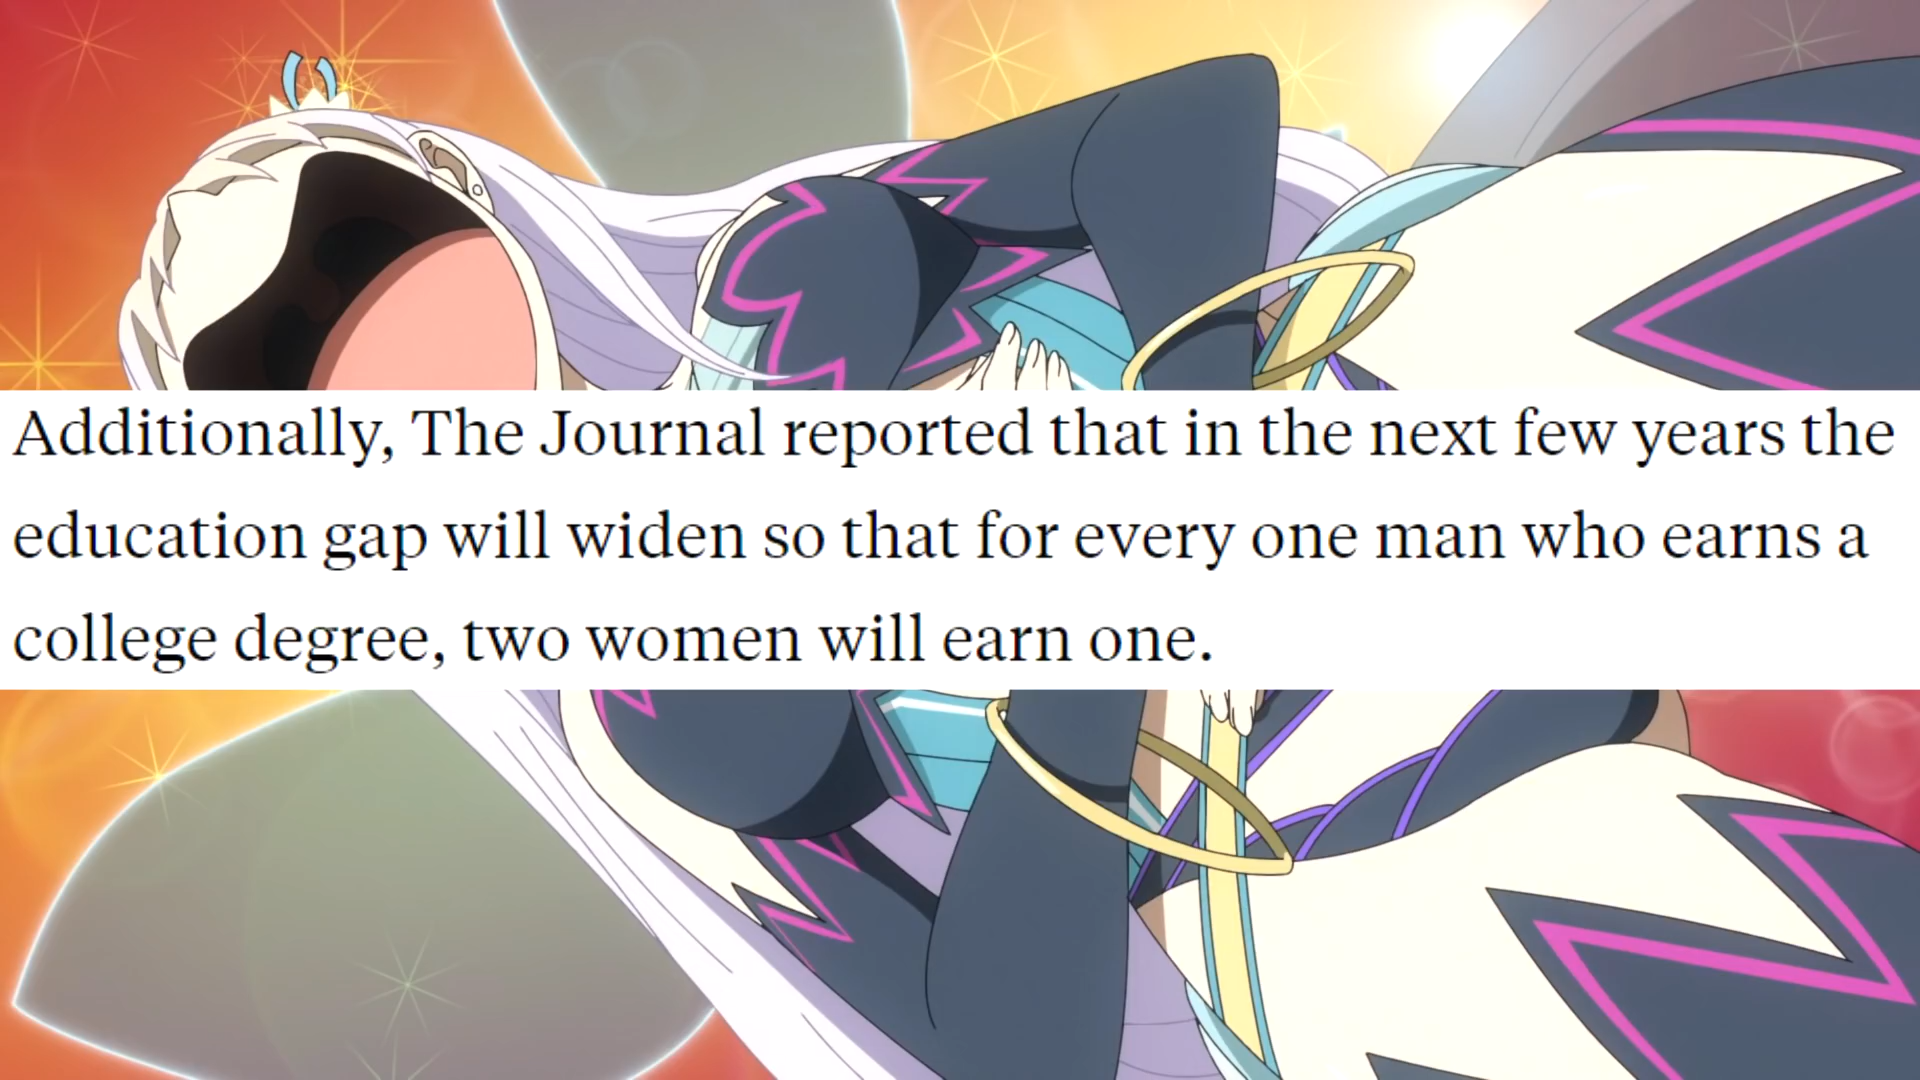 Additionally, The Journal reported that in the next few years the
education gap will widen so that for every one man who earns a
college degree, two women will earn one.